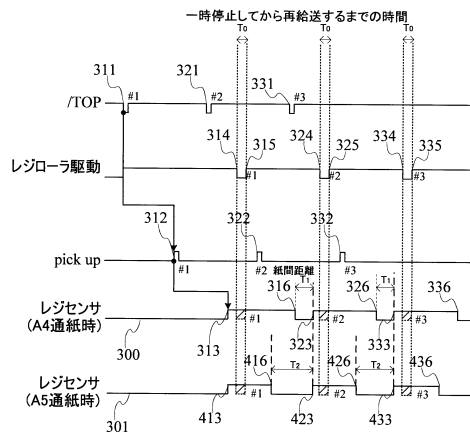 一時停止してから再給送するまでの時間
T₀ T₀ T₀
311 321 331
/TOP #1 #2 #3
314 315 324 325 334 335
レジローラ駆動 #1 #2 #3
312 322 332
pick up #1 #2 紙間距離 #3
316 T₁ 326 T₁ 336
レジセンサ #1 #2 #3
(A4通紙時)
300 313 323 333
416 T₂ 426 T₂ 436
レジセンサ #1 #2 #3
(A5通紙時)
301 413 423 433